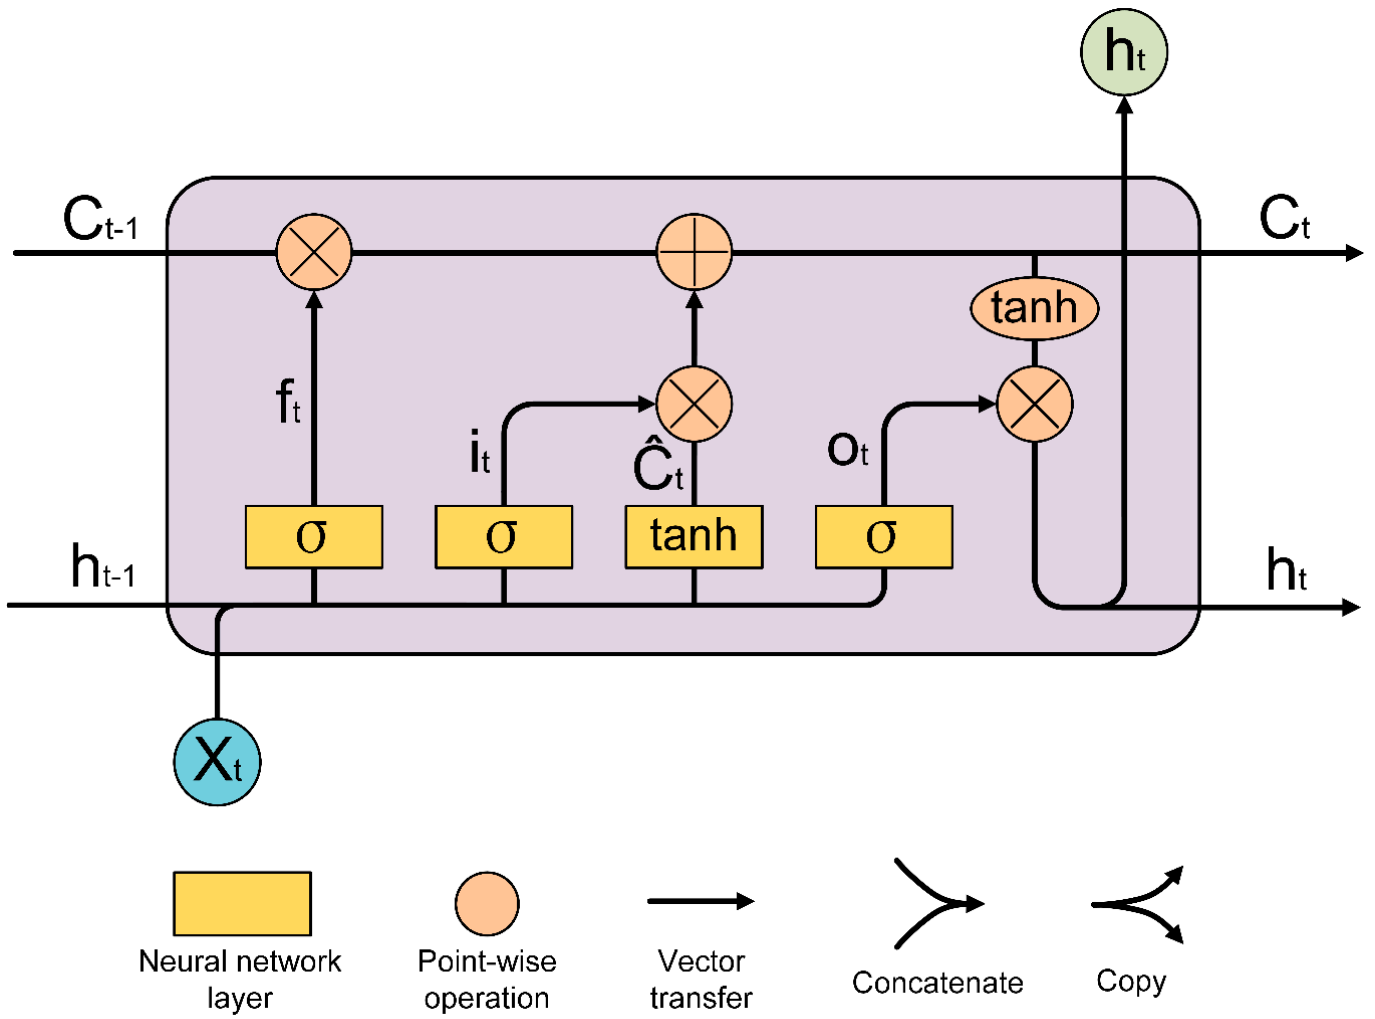 hₜ
Cₜ₋₁
Cₜ
tanh
fₜ
iₜ
Ĉₜ
oₜ
σ
σ
tanh
σ
hₜ₋₁
hₜ
Xₜ
Neural network
layer
Point-wise
operation
Vector
transfer
Concatenate
Copy